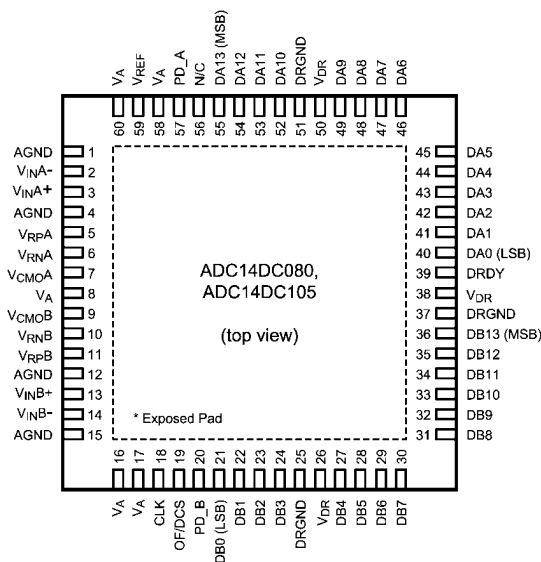 VA VREF VA PD_A N/C DA13 (MSB) DA12 DA11 DA10 DRGND VDR DA9 DA8 DA7 DA6
60 59 58 57 56 55 54 53 52 51 50 49 48 47 46
AGND 1
VINA- 2
VINA+ 3
AGND 4
VRPA 5
VRNA 6
VCMOA 7
VA 8
VCMOB 9
VRNB 10
VRPB 11
AGND 12
VINB+ 13
VINB- 14
AGND 15
ADC14DC080,
ADC14DC105
(top view)
* Exposed Pad
45 DA5
44 DA4
43 DA3
42 DA2
41 DA1
40 DA0 (LSB)
39 DRDY
38 VDR
37 DRGND
36 DB13 (MSB)
35 DB12
34 DB11
33 DB10
32 DB9
31 DB8
16 17 18 19 20 21 22 23 24 25 26 27 28 29 30
VA VA CLK OF/DCS PD_B DB0 (LSB) DB1 DB2 DB3 DRGND VDR DB4 DB5 DB6 DB7